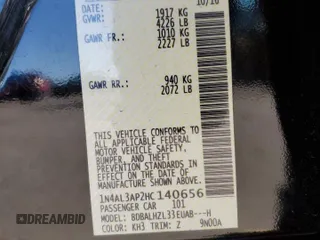 DATE: 10/16
GVWR: 1917 KG
4226 LB
GAWR FR.: 1010 KG
2227 LB
GAWR RR.: 940 KG
2072 LB
THIS VEHICLE CONFORMS TO
ALL APPLICABLE FEDERAL
MOTOR VEHICLE SAFETY,
BUMPER, AND THEFT
PREVENTION STANDARDS IN
EFFECT ON THE DATE OF
MANUFACTURE SHOWN ABOVE.
1N4AL3AP2HC140656
PASSENGER CAR 101
MODEL: BDBALHZL33EUAB---H
COLOR: KH3 TRIM: Z 9N00A